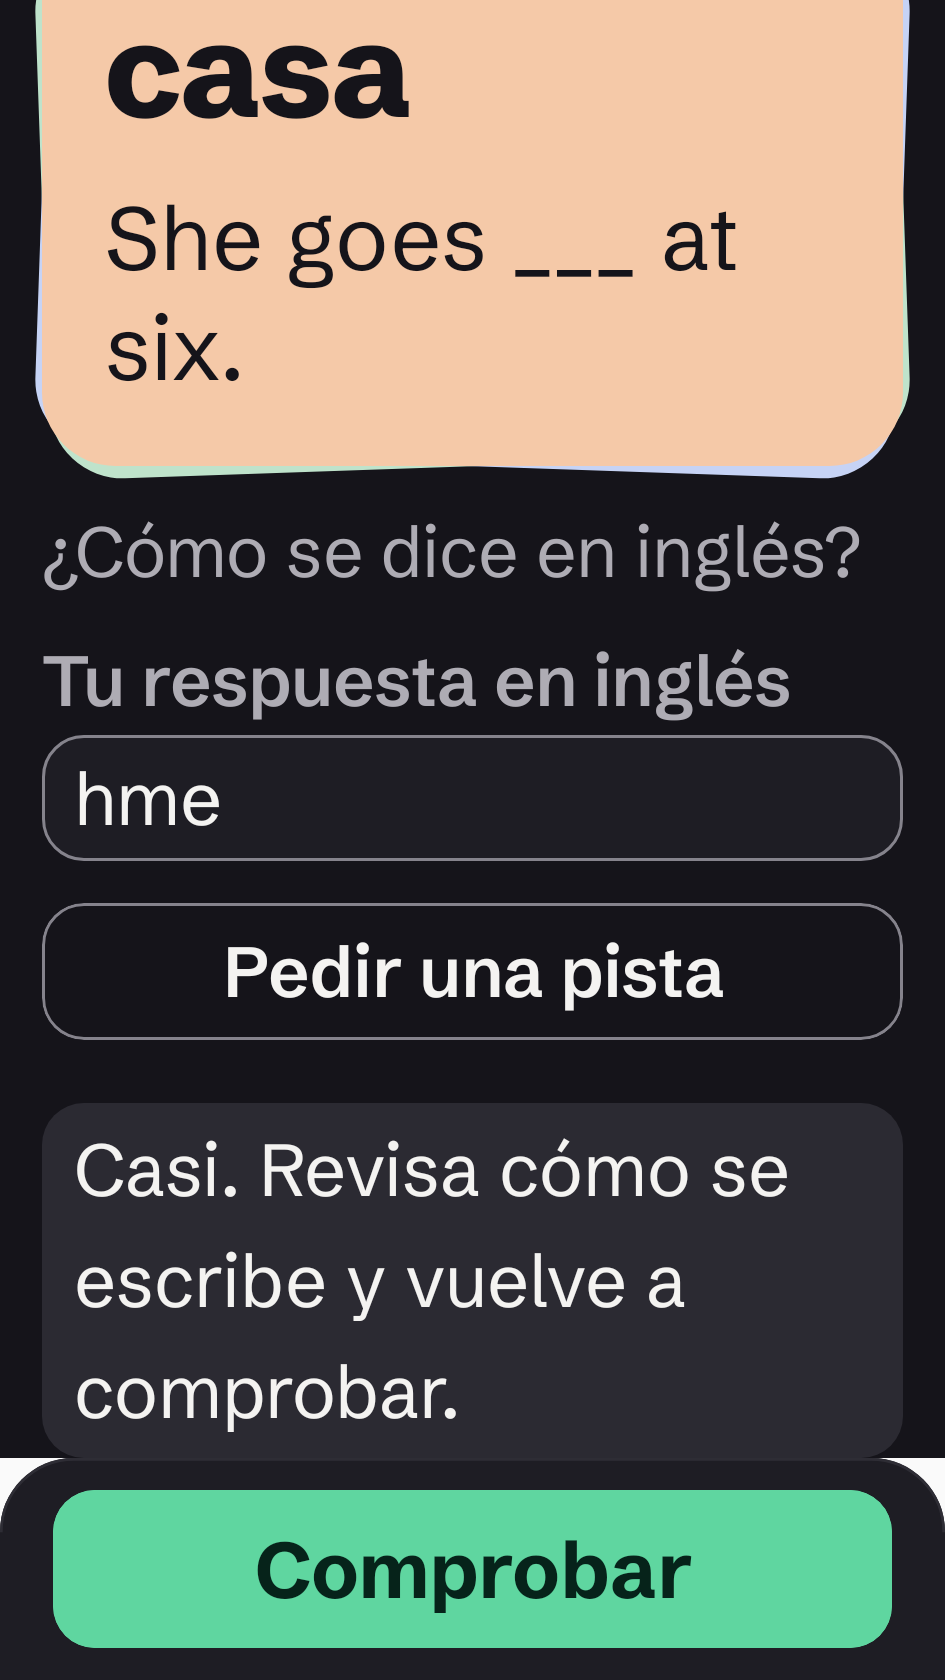 casa
She goes ___ at
six.
¿Cómo se dice en inglés?
Tu respuesta en inglés
hme
Pedir una pista
Casi. Revisa cómo se
escribe y vuelve a
comprobar.
Comprobar